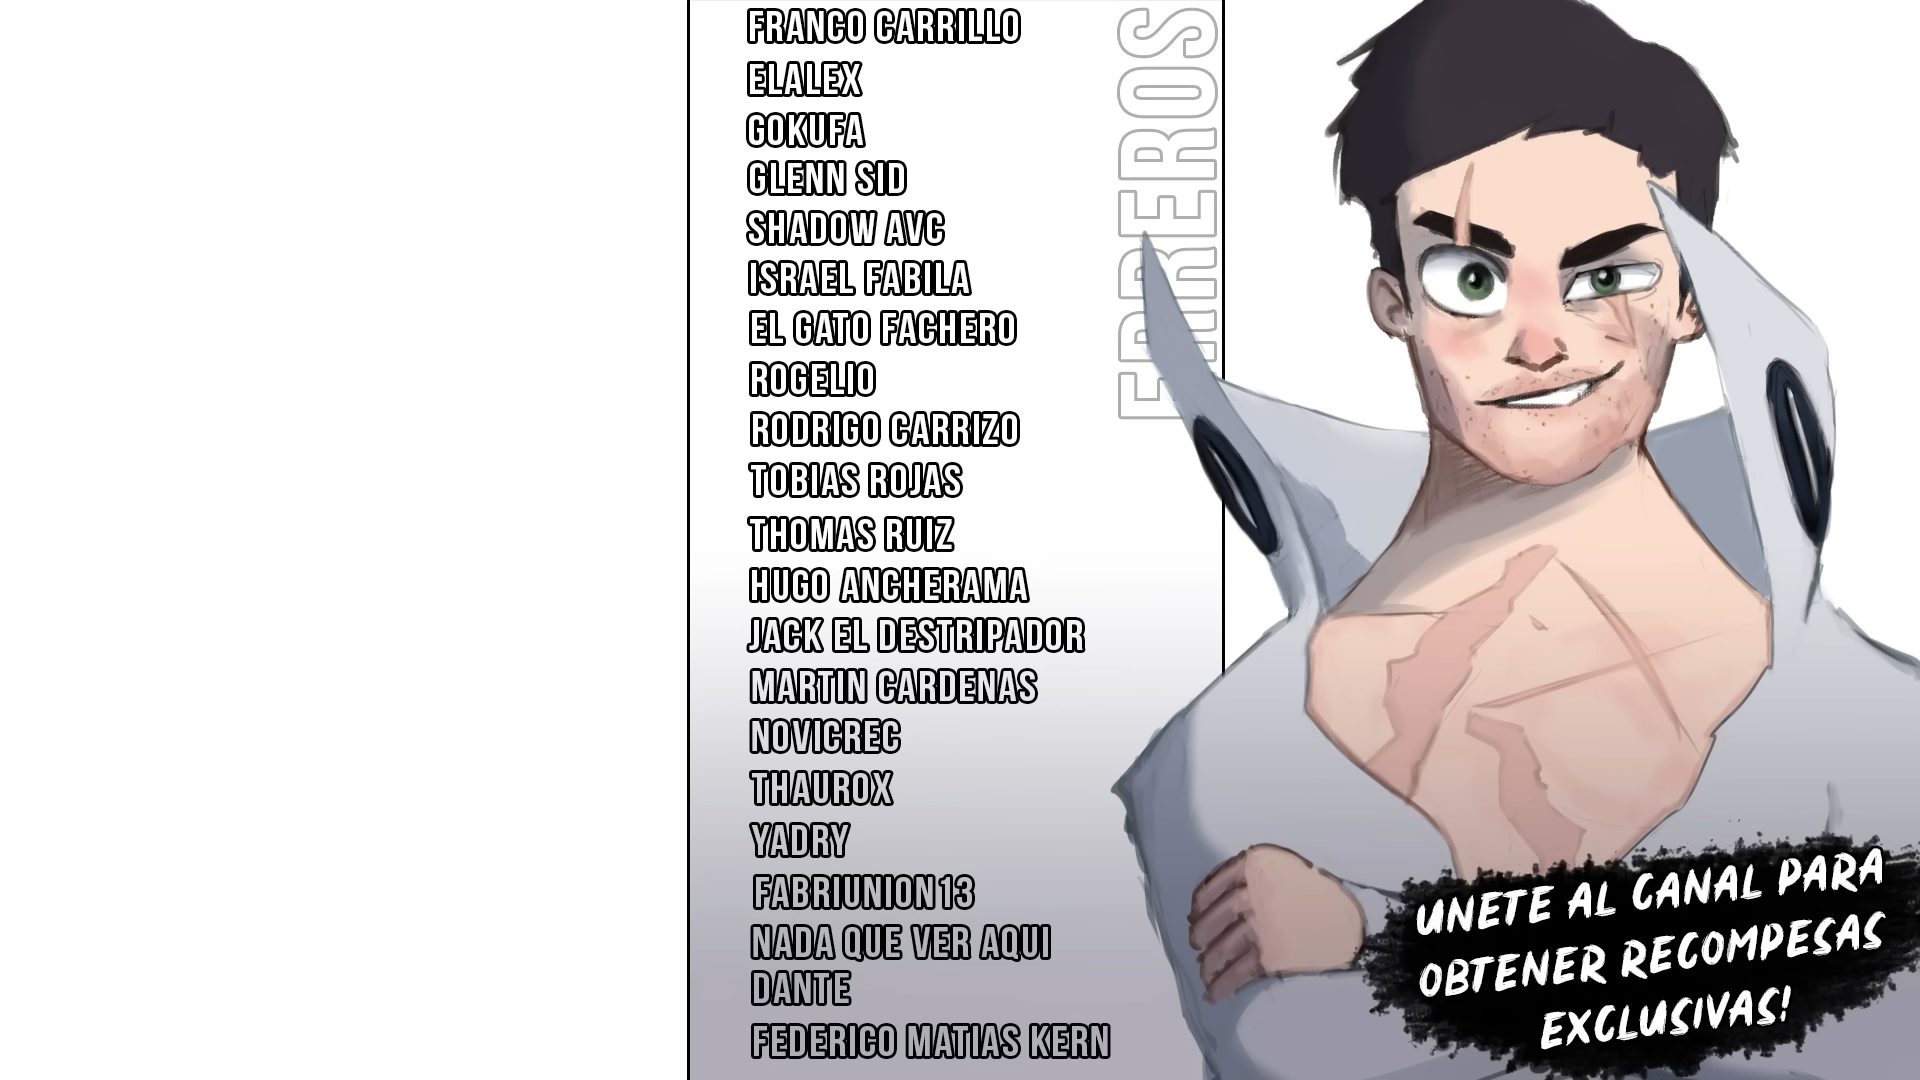 FRANCO CARRILLO
ELALEX
GOKUFA
GLENN SID
SHADOW AVC
ISRAEL FABILA
EL GATO FACHERO
ROGELIO
RODRIGO CARRIZO
TOBIAS ROJAS
THOMAS RUIZ
HUGO ANCHERAMA
JACK EL DESTRIPADOR
MARTIN CARDENAS
NOVICREC
THAUROX
YADRY
FABRIUNION13
NADA QUE VER AQUI
DANTE
FEDERICO MATIAS KERN
ERREROS
UNETE AL CANAL PARA
OBTENER RECOMPESAS
EXCLUSIVAS!